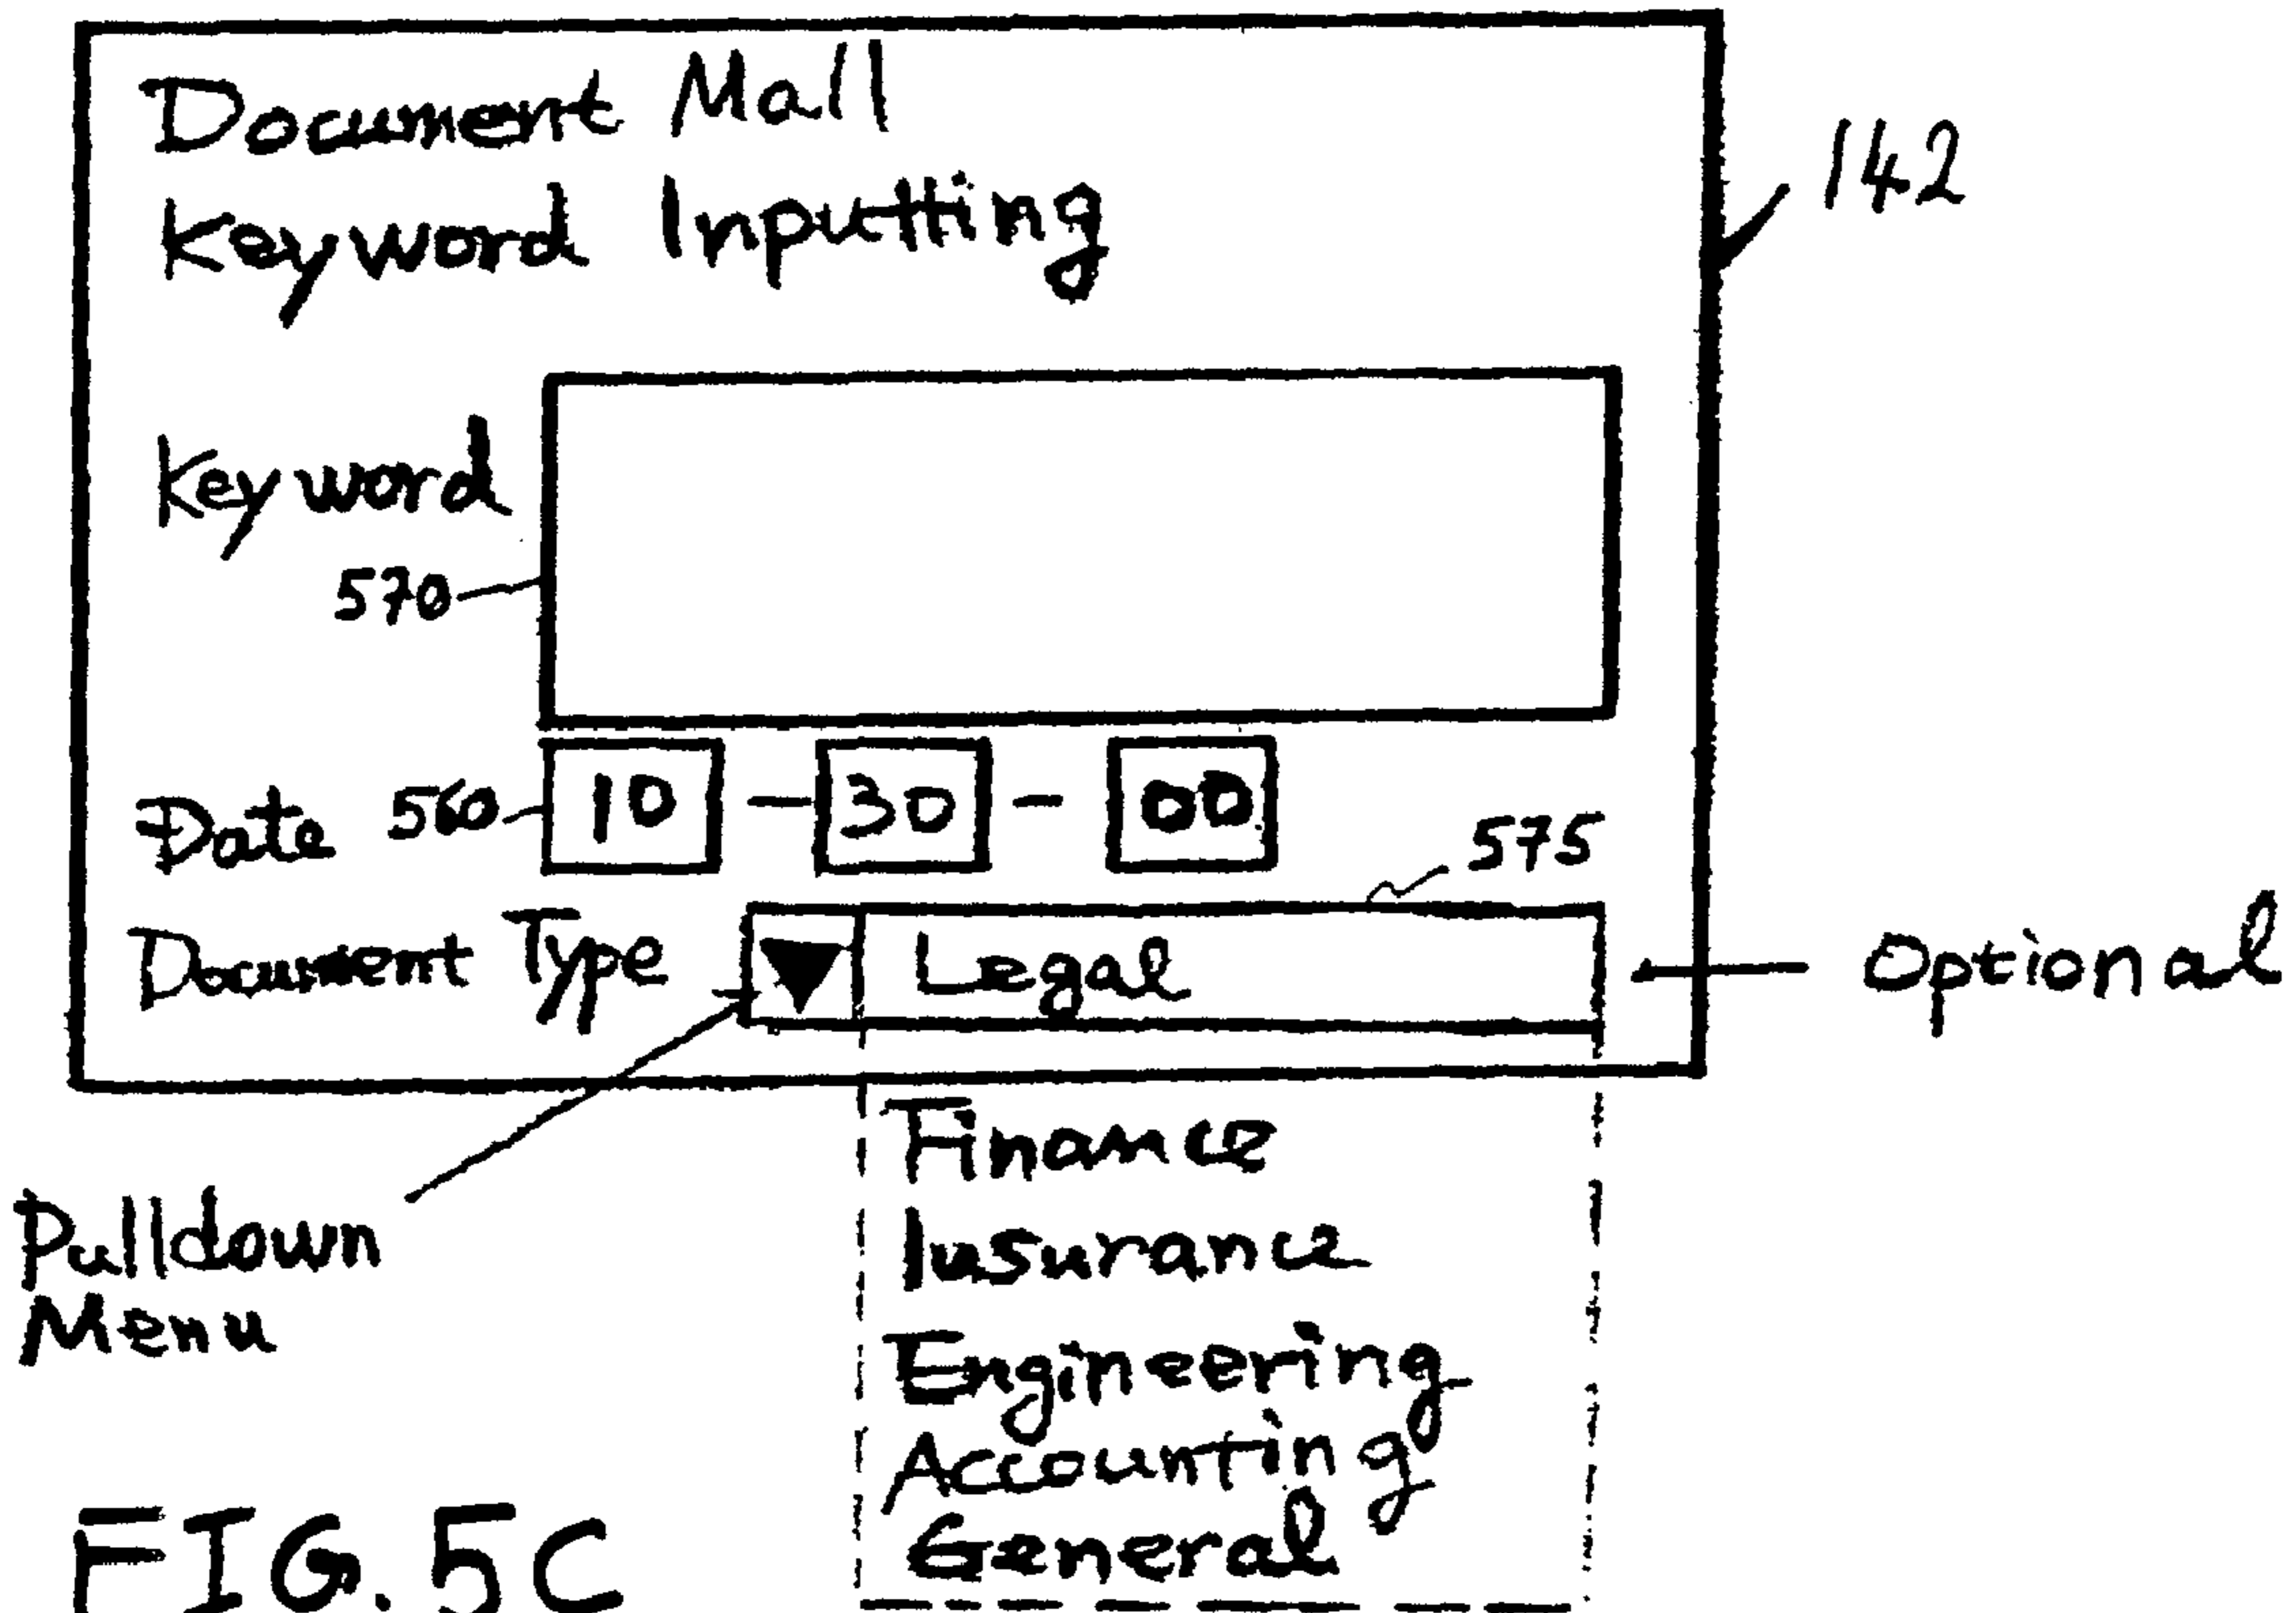 Document Mall
Keyword Inputting
142
Keyword
570
Date 560 10 - 30 - 00
575
Document Type Legal
Optional
Pulldown
Menu
Finance
Insurance
Engineering
Accounting
General
FIG. 5C